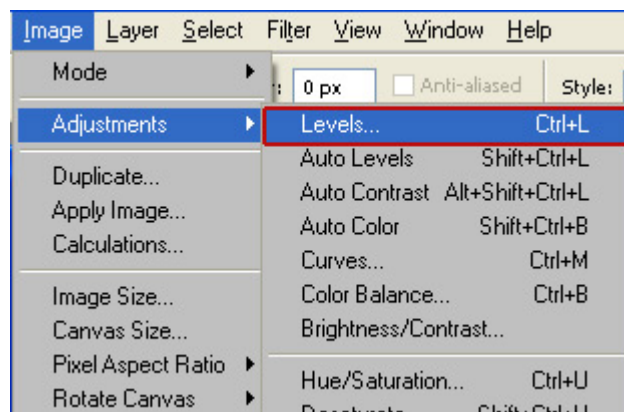 Image Layer Select Filter View Window Help
Mode
: 0 px Anti-aliased Style:
Adjustments
Levels... Ctrl+L
Auto Levels Shift+Ctrl+L
Auto Contrast Alt+Shift+Ctrl+L
Auto Color Shift+Ctrl+B
Curves... Ctrl+M
Color Balance... Ctrl+B
Brightness/Contrast...
Hue/Saturation... Ctrl+U
Duplicate...
Apply Image...
Calculations...
Image Size...
Canvas Size...
Pixel Aspect Ratio
Rotate Canvas